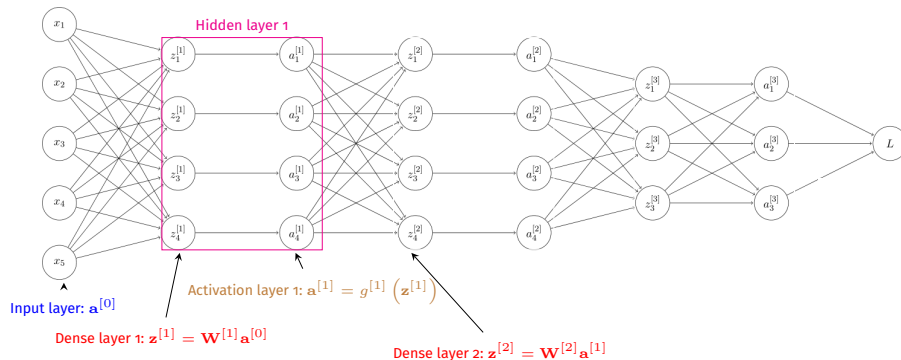 Hidden layer 1
x₁ z₁^[1] a₁^[1] z₁^[2] a₁^[2]
x₂ z₂^[1] a₂^[1] z₂^[2] a₂^[2] z₁^[3] a₁^[3]
x₃ z₃^[1] a₃^[1] z₃^[2] a₃^[2] z₂^[3] a₂^[3] L
x₄ z₄^[1] a₄^[1] z₄^[2] a₄^[2] z₃^[3] a₃^[3]
x₅
Input layer: a^[0]
Activation layer 1: a^[1] = g^[1] (z^[1])
Dense layer 1: z^[1] = W^[1]a^[0]
Dense layer 2: z^[2] = W^[2]a^[1]